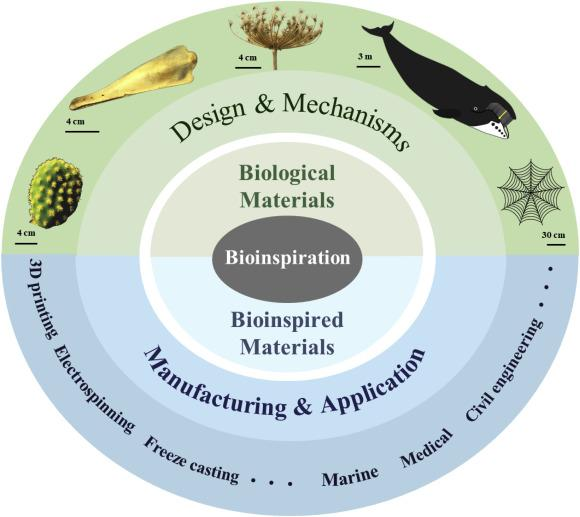 4 cm
3 m
4 cm
4 cm
30 cm
Design & Mechanisms
Biological
Materials
Bioinspiration
Bioinspired
Materials
Manufacturing & Application
3D printing Electrospinning Freeze casting . . . Marine Medical Civil engineering . . .